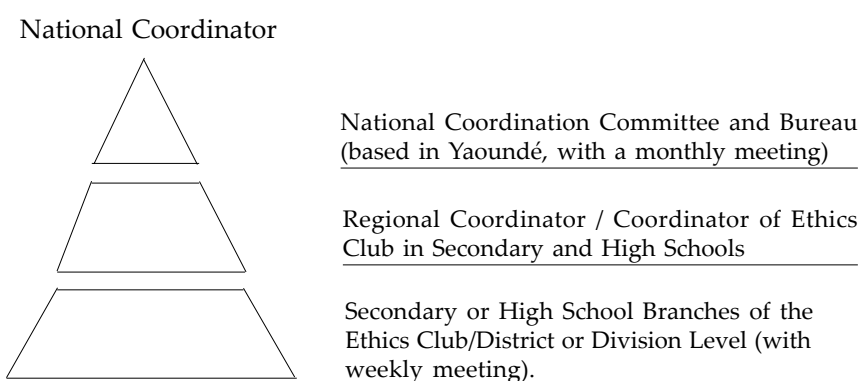 National Coordinator
National Coordination Committee and Bureau
(based in Yaoundé, with a monthly meeting)
Regional Coordinator / Coordinator of Ethics
Club in Secondary and High Schools
Secondary or High School Branches of the
Ethics Club/District or Division Level (with
weekly meeting).